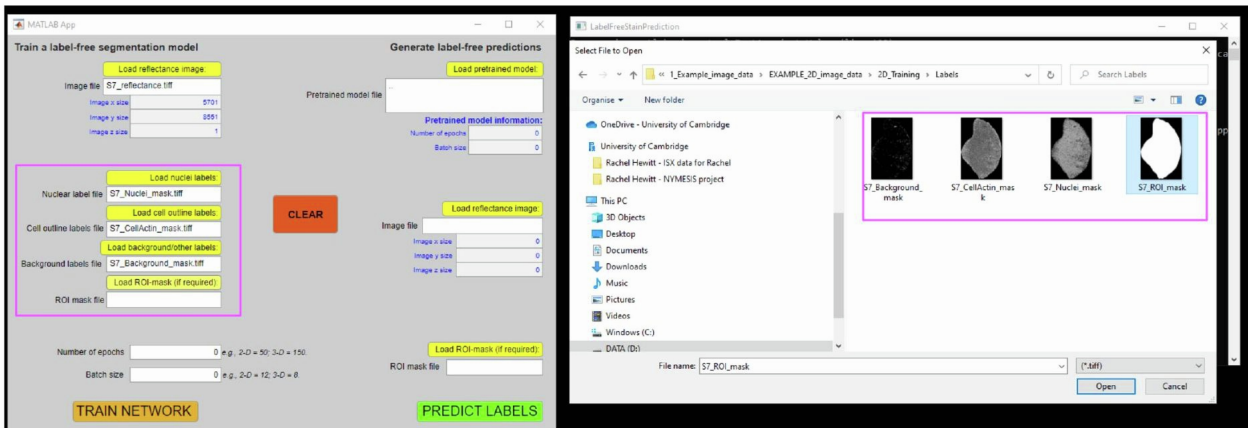 MATLAB App
Train a label-free segmentation model
Load reflectance image:
Image file S7_reflectance.tiff
Image x size 5701
Image y size 8551
Image z size 1
Load nuclei labels:
Nuclear label file S7_Nuclei_mask.tiff
Load cell outline labels:
Cell outline labels file S7_CellActin_mask.tiff
Load background/other labels:
Background labels file S7_Background_mask.tiff
Load ROI-mask (if required):
ROI mask file
Number of epochs 0 e.g., 2-D = 50; 3-D = 150.
Batch size 0 e.g., 2-D = 12; 3-D = 8.
TRAIN NETWORK
CLEAR
Generate label-free predictions
Load pretrained model:
Pretrained model file
Pretrained model information:
Number of epochs 0
Batch size 0
Load reflectance image:
Image file
Image x size 0
Image y size 0
Image z size 0
Load ROI-mask (if required):
ROI mask file
PREDICT LABELS
LabelFreeStainPrediction
Select File to Open
« 1_Example_image_data > EXAMPLE_2D_image_data > 2D_Training > Labels
Search Labels
Organise New folder
OneDrive - University of Cambridge
University of Cambridge
Rachel Hewitt - ISX data for Rachel
Rachel Hewitt - NYMESIS project
This PC
3D Objects
Desktop
Documents
Downloads
Music
Pictures
Videos
Windows (C:)
DATA (D:)
S7_Background_
mask
S7_CellActin_mas
k
S7_Nuclei_mask
S7_ROI_mask
File name: S7_ROI_mask
(*.tiff)
Open Cancel